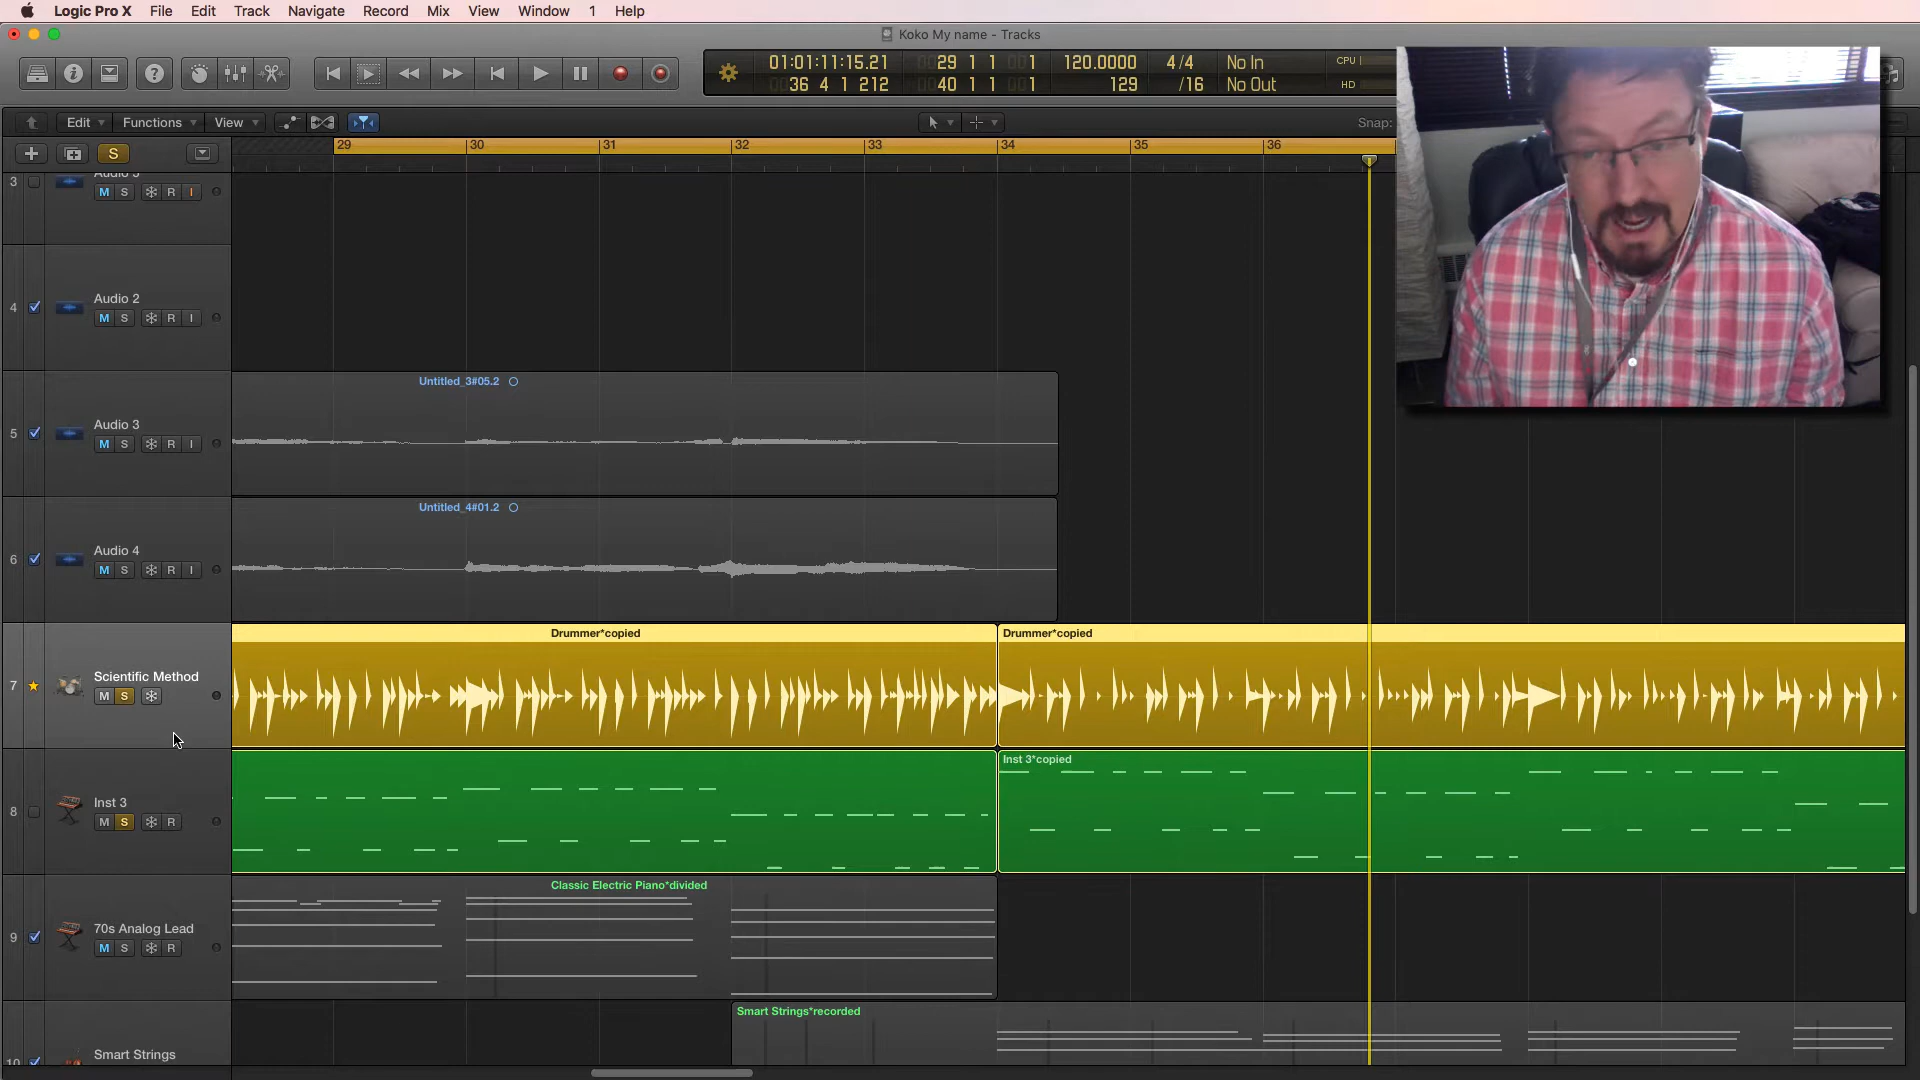 Logic Pro X File Edit Track Navigate Record Mix View Window 1 Help
Koko My name - Tracks
01:01:11:15.21 29 1 1 1 120.0000 4/4 No In CPU
36 4 1 212 40 1 1 1 129 /16 No Out HD
Edit Functions View Snap:
S
29 30 31 32 33 34 35 36
3 Audio 5
M S R I
4 Audio 2
M S R I
Untitled_3#05.2
5 Audio 3
M S R I
Untitled_4#01.2
6 Audio 4
M S R I
Drummer*copied Drummer*copied
7 Scientific Method
M S
Inst 3*copied
8 Inst 3
M S R
Classic Electric Piano*divided
9 70s Analog Lead
M S R
Smart Strings*recorded
10 Smart Strings